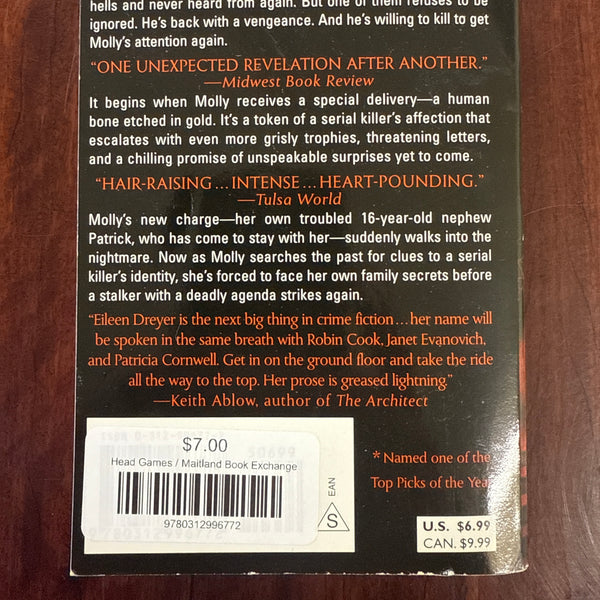 hells and never heard from again. But one of them refuses to be
ignored. He's back with a vengeance. And he's willing to kill to get
Molly's attention again.
"ONE UNEXPECTED REVELATION AFTER ANOTHER."
—Midwest Book Review
It begins when Molly receives a special delivery—a human
bone etched in gold. It's a token of a serial killer's affection that
escalates with even more grisly trophies, threatening letters,
and a chilling promise of unspeakable surprises yet to come.
"HAIR-RAISING...INTENSE...HEART-POUNDING."
—Tulsa World
Molly's new charge—her own troubled 16-year-old nephew
Patrick, who has come to stay with her—suddenly walks into the
nightmare. Now as Molly searches the past for clues to a serial
killer's identity, she's forced to face her own family secrets before
a stalker with a deadly agenda strikes again.
"Eileen Dreyer is the next big thing in crime fiction...her name will
be spoken in the same breath with Robin Cook, Janet Evanovich,
and Patricia Cornwell. Get in on the ground floor and take the ride
all the way to the top. Her prose is greased lightning."
—Keith Ablow, author of The Architect
$7.00
Head Games / Maitland Book Exchange
9780312996772
50699
EAN
S
* Named one of the
Top Picks of the Year
U.S. $6.99
CAN. $9.99